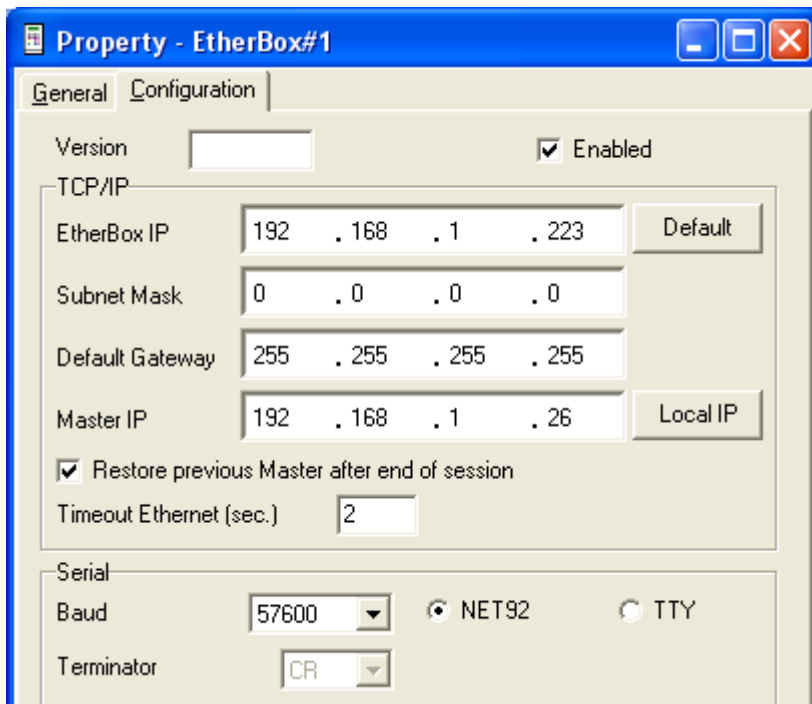 Property - EtherBox#1
General Configuration
Version Enabled
TCP/IP
EtherBox IP 192 . 168 . 1 . 223 Default
Subnet Mask 0 . 0 . 0 . 0
Default Gateway 255 . 255 . 255 . 255
Master IP 192 . 168 . 1 . 26 Local IP
Restore previous Master after end of session
Timeout Ethernet (sec.) 2
Serial
Baud 57600 NET92 TTY
Terminator CR